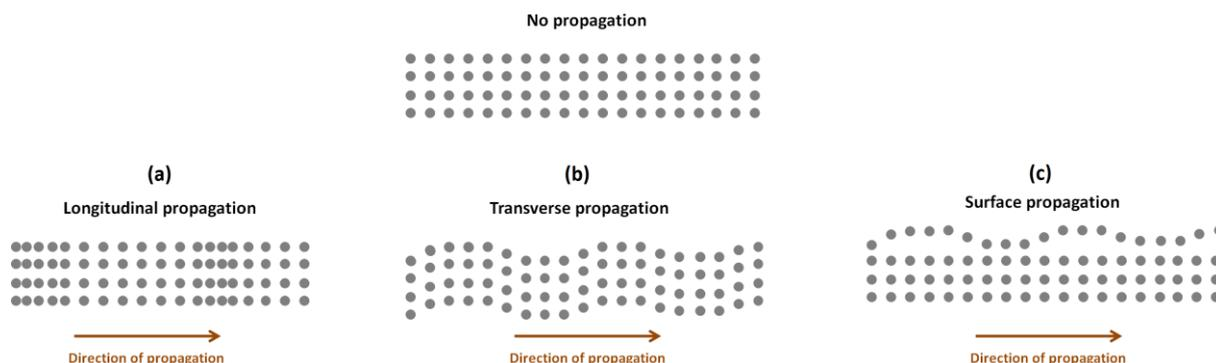 No propagation
(a)
Longitudinal propagation
Direction of propagation
(b)
Transverse propagation
Direction of propagation
(c)
Surface propagation
Direction of propagation